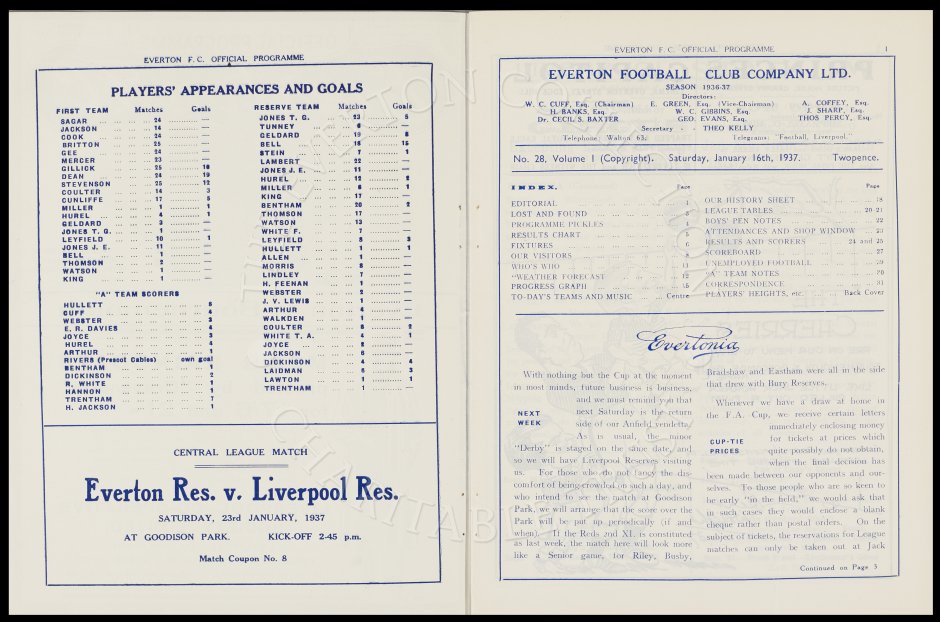 EVERTON F.C. OFFICIAL PROGRAMME
PLAYERS' APPEARANCES AND GOALS
FIRST TEAM Matches Goals
SAGAR ... ... ... 24 ... ... —
JACKSON ... ... ... 14 ... ... —
COOK ... ... ... 24 ... ... —
BRITTON ... ... ... 25 ... ... —
GEE ... ... ... 24 ... ... —
MERCER ... ... ... 23 ... ... —
GILLICK ... ... ... 25 ... ... 10
DEAN ... ... ... 24 ... ... 19
STEVENSON ... ... ... 25 ... ... 12
COULTER ... ... ... 14 ... ... 3
CUNLIFFE ... ... ... 17 ... ... 5
MILLER ... ... ... 1 ... ... 1
HUREL ... ... ... 4 ... ... 1
GELDARD ... ... ... 3 ... ... —
JONES T. G. ... ... ... 1 ... ... —
LEYFIELD ... ... ... 10 ... ... 1
JONES J. E. ... ... ... 11 ... ... —
BELL ... ... ... 1 ... ... —
THOMSON ... ... ... 2 ... ... —
WATSON ... ... ... 1 ... ... —
KING ... ... ... 1 ... ... —
"A" TEAM SCORERS
HULLETT ... ... ...
CUFF ... ... ... 4
WEBSTER ... ... ... 3
E. R. DAVIES ... ... ... 4
JOYCE ... ... ... 3
HUREL ... ... ... 4
ARTHUR ... ... ... 1
RIVERS (Prescot Cables) ... own goal
BENTHAM ... ... ... 1
DICKINSON ... ... ... 2
R. WHITE ... ... ... 1
HANNON ... ... ... 1
TRENTHAM ... ... ... 7
H. JACKSON ... ... ... 1
RESERVE TEAM Matches Goals
JONES T. G. ... ... 23 ... ... 5
TUNNEY ... ... 6 ... ... —
GELDARD ... ... 19 ... ... 8
BELL ... ... 16 ... ... 15
STEIN ... ... 7 ... ... 1
LAMBERT ... ... 22 ... ... —
JONES J. E. ... ... 11 ... ... —
HUREL ... ... 12 ... ... 2
MILLER ... ... 6 ... ... 1
KING ... ... 17 ... ... —
BENTHAM ... ... 20 ... ... 2
THOMSON ... ... 17 ... ... —
WATSON ... ... 13 ... ... —
WHITE F. ... ... 7 ... ... —
LEYFIELD ... ... 8 ... ... 3
HULLETT ... ... 1 ... ... 1
ALLEN ... ... 1 ... ... —
MORRIS ... ... 8 ... ... —
LINDLEY ... ... 7 ... ... —
H. FEENAN ... ... 1 ... ... —
WEBSTER ... ... 2 ... ... —
J. V. LEWIS ... ... 1 ... ... —
ARTHUR ... ... 4 ... ... —
WALKDEN ... ... 1 ... ... —
COULTER ... ... 8 ... ... 2
WHITE T. A. ... ... 4 ... ... 1
JOYCE ... ... ... ... —
JACKSON ... ... 6 ... ... —
DICKINSON ... ... 4 ... ... 4
LAIDMAN ... ... ... ... 3
LAWTON ... ... 1 ... ... 1
TRENTHAM ... ... 1 ... ... —
CENTRAL LEAGUE MATCH
Everton Res. v. Liverpool Res.
SATURDAY, 23rd JANUARY, 1937
AT GOODISON PARK. KICK-OFF 2-45 p.m.
Match Coupon No. 8
EVERTON F.C. OFFICIAL PROGRAMME 1
EVERTON FOOTBALL CLUB COMPANY LTD.
SEASON 1936-37
Directors:
W. C. CUFF, Esq. (Chairman) E. GREEN, Esq. (Vice-Chairman) A. COFFEY, Esq.
H. BANKS, Esq. W. C. GIBBINS, Esq. J. SHARP, Esq.
Dr. CECIL S. BAXTER GEO. EVANS, Esq. THOS PERCY, Esq.
Secretary - - THEO KELLY
Telephone: Walton 63. Telegrams: "Football, Liverpool."
No. 28, Volume 1 (Copyright). Saturday, January 16th, 1937. Twopence.
INDEX. Page
EDITORIAL ... ... 1
LOST AND FOUND ... ... 3
PROGRAMME PICKLES ... ...
RESULTS CHART ... ... 5
FIXTURES ... ... 6
OUR VISITORS ... ... 8
WHO'S WHO ... ... 11
"WEATHER FORECAST ... ... 12
PROGRESS GRAPH ... ... 15
TO-DAY'S TEAMS AND MUSIC ... Centre
Page
OUR HISTORY SHEET ... ... 18
LEAGUE TABLES ... ... 20-21
BOYS' PEN NOTES ... ... 22
ATTENDANCES AND SHOP WINDOW ... 23
RESULTS AND SCORERS 24 and 25
SCOREBOARD ... ... 27
UNEMPLOYED FOOTBALL ... ... 29
"A" TEAM NOTES ... ... 30
CORRESPONDENCE ... ... 31
PLAYERS' HEIGHTS, etc ... Back Cover
Evertonia
With nothing but the Cup at the moment
in most minds, future business is business,
and we must remind you that
NEXT WEEK
next Saturday is the return
side of our Anfield vendetta.
As is usual, the minor
"Derby" is staged on the same date, and
so we will have Liverpool Reserves visiting
us. For those who do not fancy the dis-
comfort of being crowded on such a day, and
who intend to see the match at Goodison
Park, we will arrange that the score over the
Park will be put up periodically (if and
when). If the Reds 2nd XI. is constituted
as last week, the match here will look more
like a Senior game, for Riley, Busby,
Bradshaw and Eastham were all in the side
that drew with Bury Reserves.
Whenever we have a draw at home in
the F.A. Cup, we receive certain letters
immediately enclosing money
CUP-TIE PRICES
for tickets at prices which
quite possibly do not obtain,
when the final decision has
been made between our opponents and our-
selves. To those people who are so keen to
be early "in the field," we would ask that
in such cases they would enclose a blank
cheque rather than postal orders. On the
subject of tickets, the reservations for League
matches can only be taken out at Jack
Continued on Page 3
EVERTON F.C.
CHARITABLE